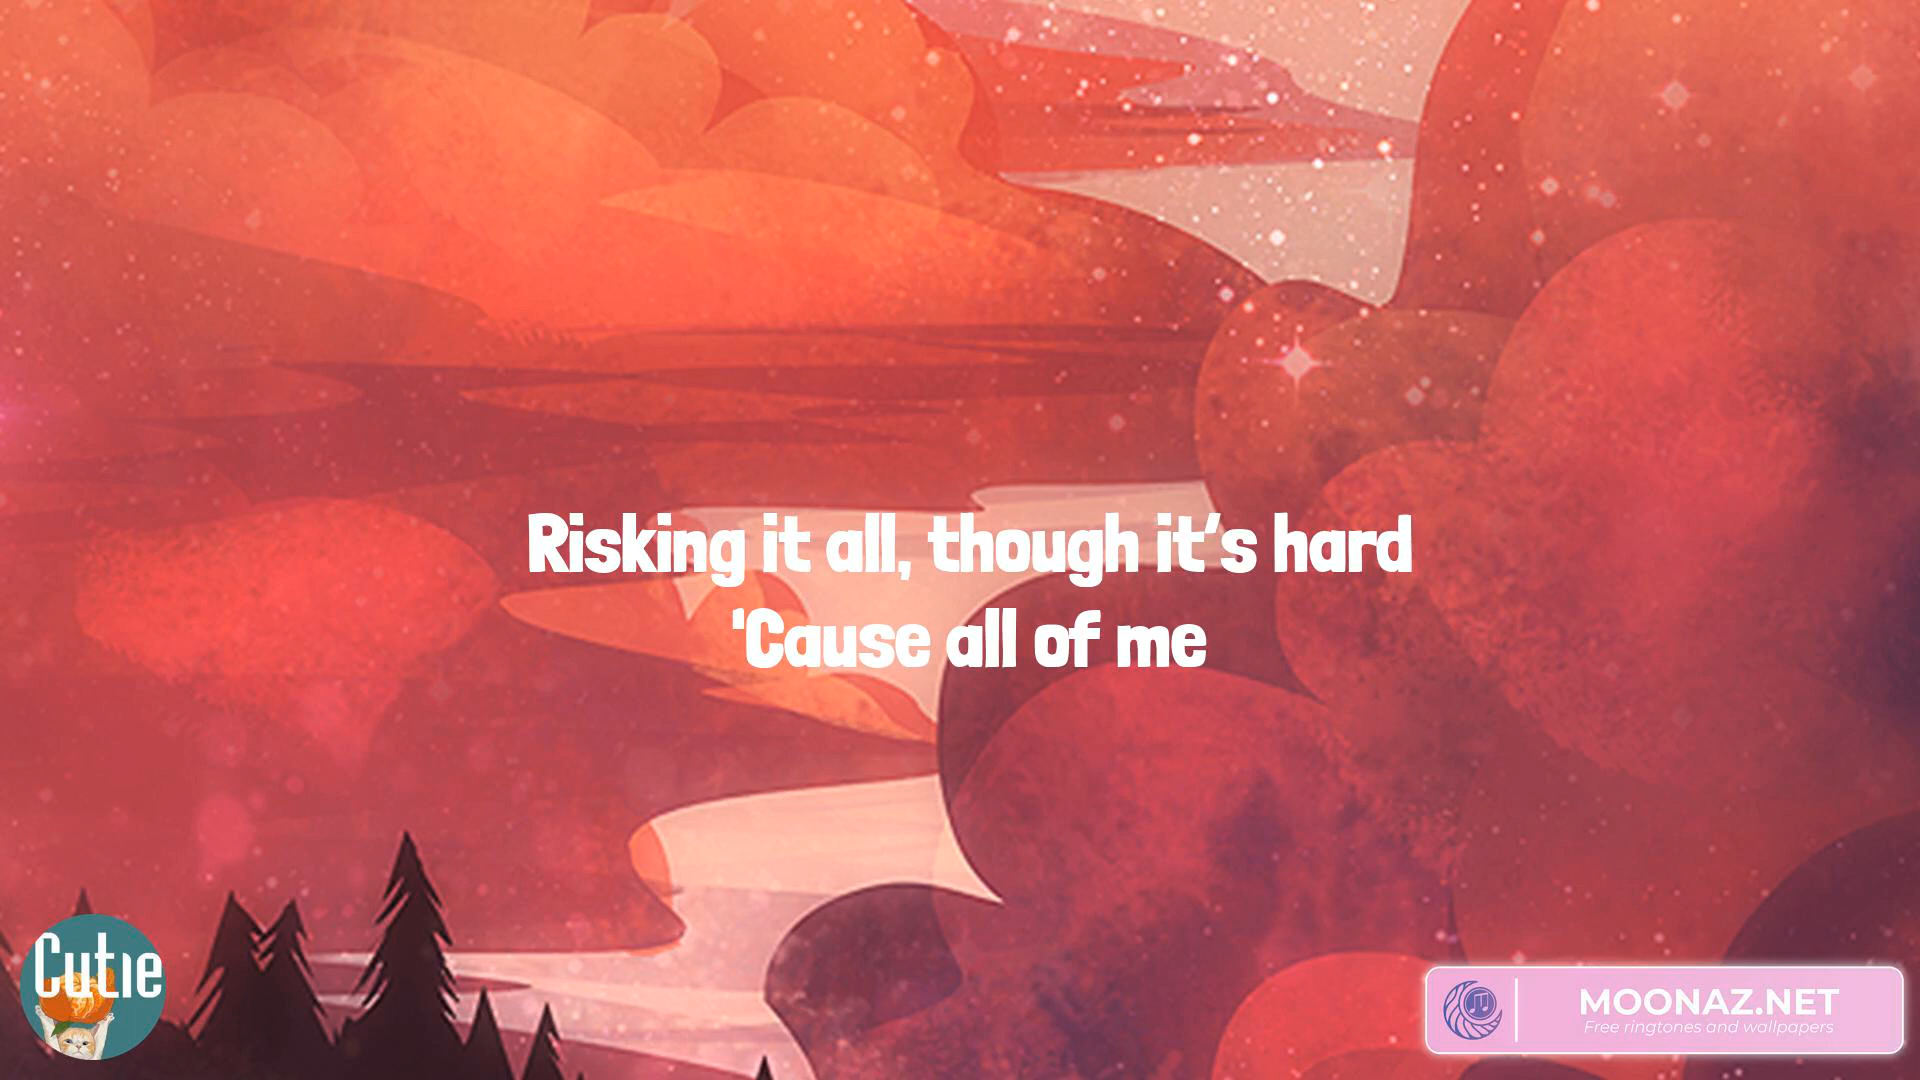 Risking it all, though it's hard
'Cause all of me
Cutie
MOONAZ.NET
Free ringtones and wallpapers